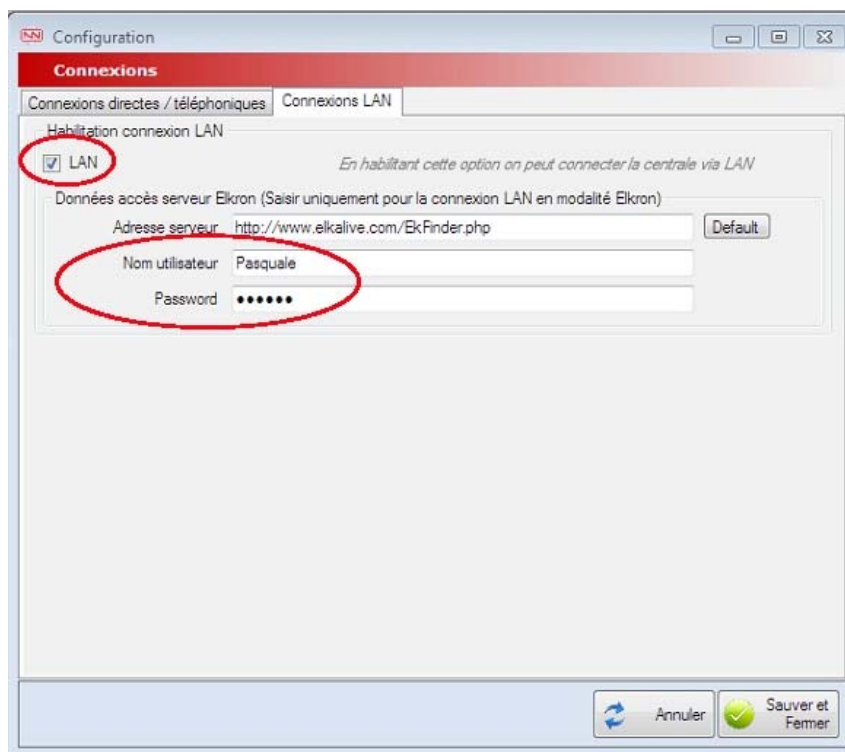 Configuration
Connexions
Connexions directes / téléphoniques
Connexions LAN
Habilitation connexion LAN
LAN
En habilitant cette option on peut connecter la centrale via LAN
Données accès serveur Elkron (Saisir uniquement pour la connexion LAN en modalité Elkron)
Adresse serveur http://www.elkalive.com/EkFinder.php Default
Nom utilisateur Pasquale
Password ●●●●●●
Annuler
Sauver et
Fermer